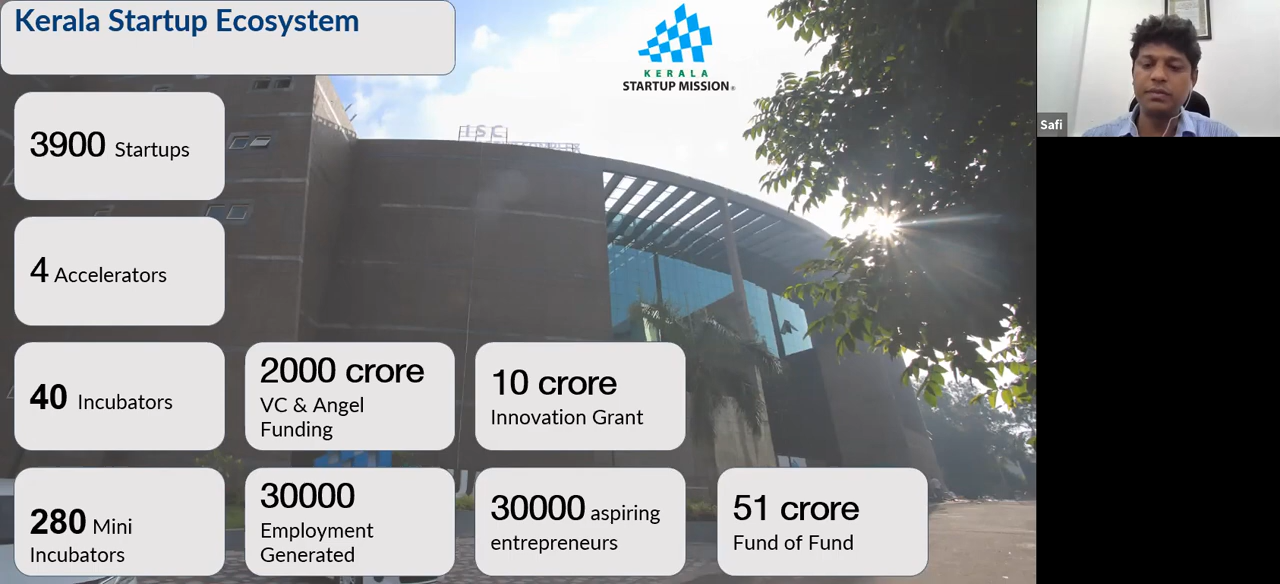 Kerala Startup Ecosystem
KERALA
STARTUP MISSION®
Safi
ISC
3900 Startups
4 Accelerators
40 Incubators
2000 crore
VC & Angel
Funding
10 crore
Innovation Grant
280 Mini
Incubators
30000
Employment
Generated
30000 aspiring
entrepreneurs
51 crore
Fund of Fund